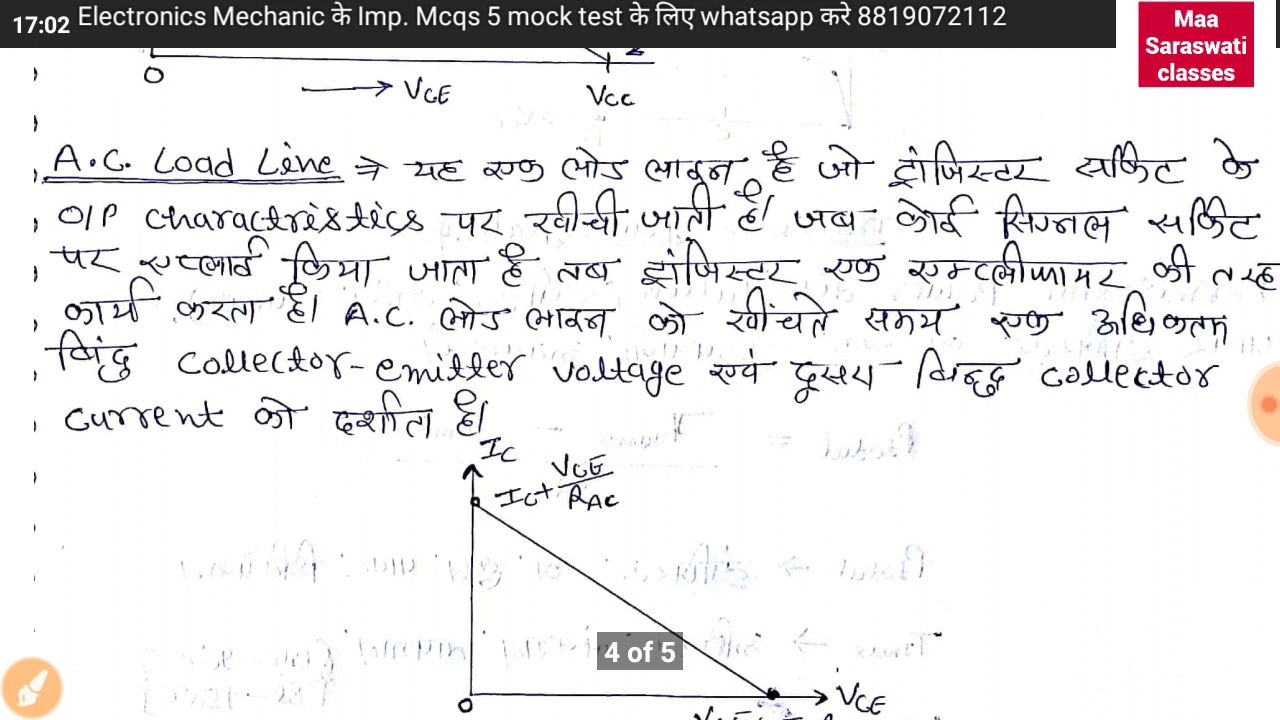 17:02 Electronics Mechanic के Imp. Mcqs 5 mock test के लिए whatsapp करे 8819072112
Maa
Saraswati
classes
0
→ VCE
VCC
A.C. Load Line ⇒ यह एक लोड लाइन है जो ट्रांजिस्टर सर्किट के
O/P charactristics पर खींची जाती है। जब कोई सिग्नल सर्किट
पर एप्लाई किया जाता है तब ट्रांजिस्टर एक एम्प्लीफायर की तरह
कार्य करता है। A.C. लोड लाइन को खींचते समय एक अधिकतम
बिंदु collector-emitter voltage एवं दूसरा बिन्दु collector
current को दर्शाता है।
IC
IC + VCE
RAC
4 of 5
0
VCE